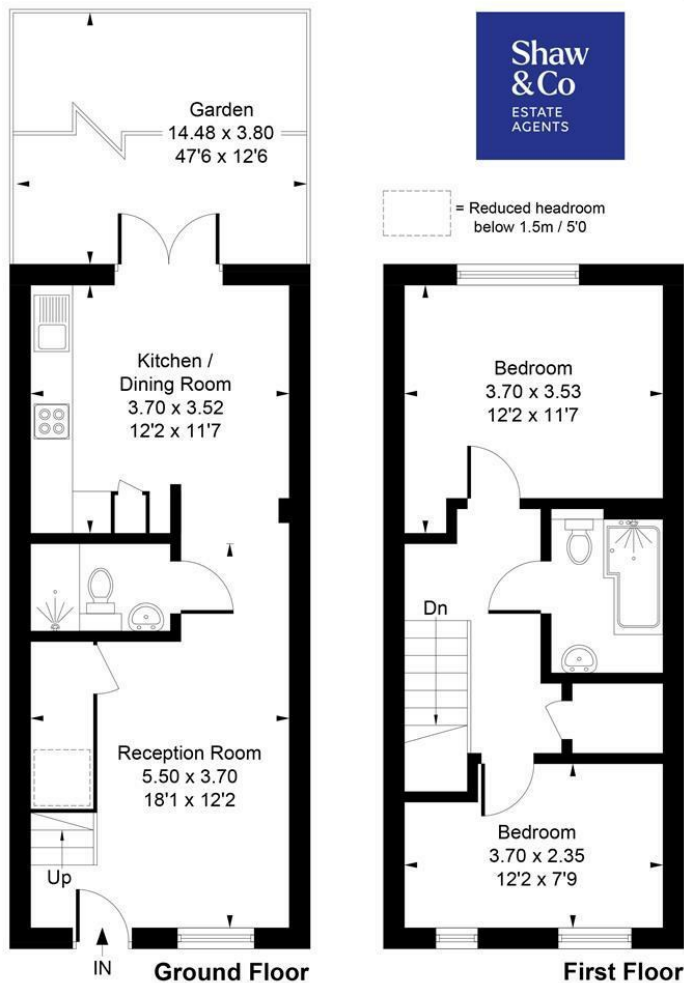 Shaw
& Co
ESTATE
AGENTS
Garden
14.48 x 3.80
47'6 x 12'6
= Reduced headroom
below 1.5m / 5'0
Kitchen /
Dining Room
3.70 x 3.52
12'2 x 11'7
Reception Room
5.50 x 3.70
18'1 x 12'2
Up
IN
Ground Floor
Bedroom
3.70 x 3.53
12'2 x 11'7
Dn
Bedroom
3.70 x 2.35
12'2 x 7'9
First Floor